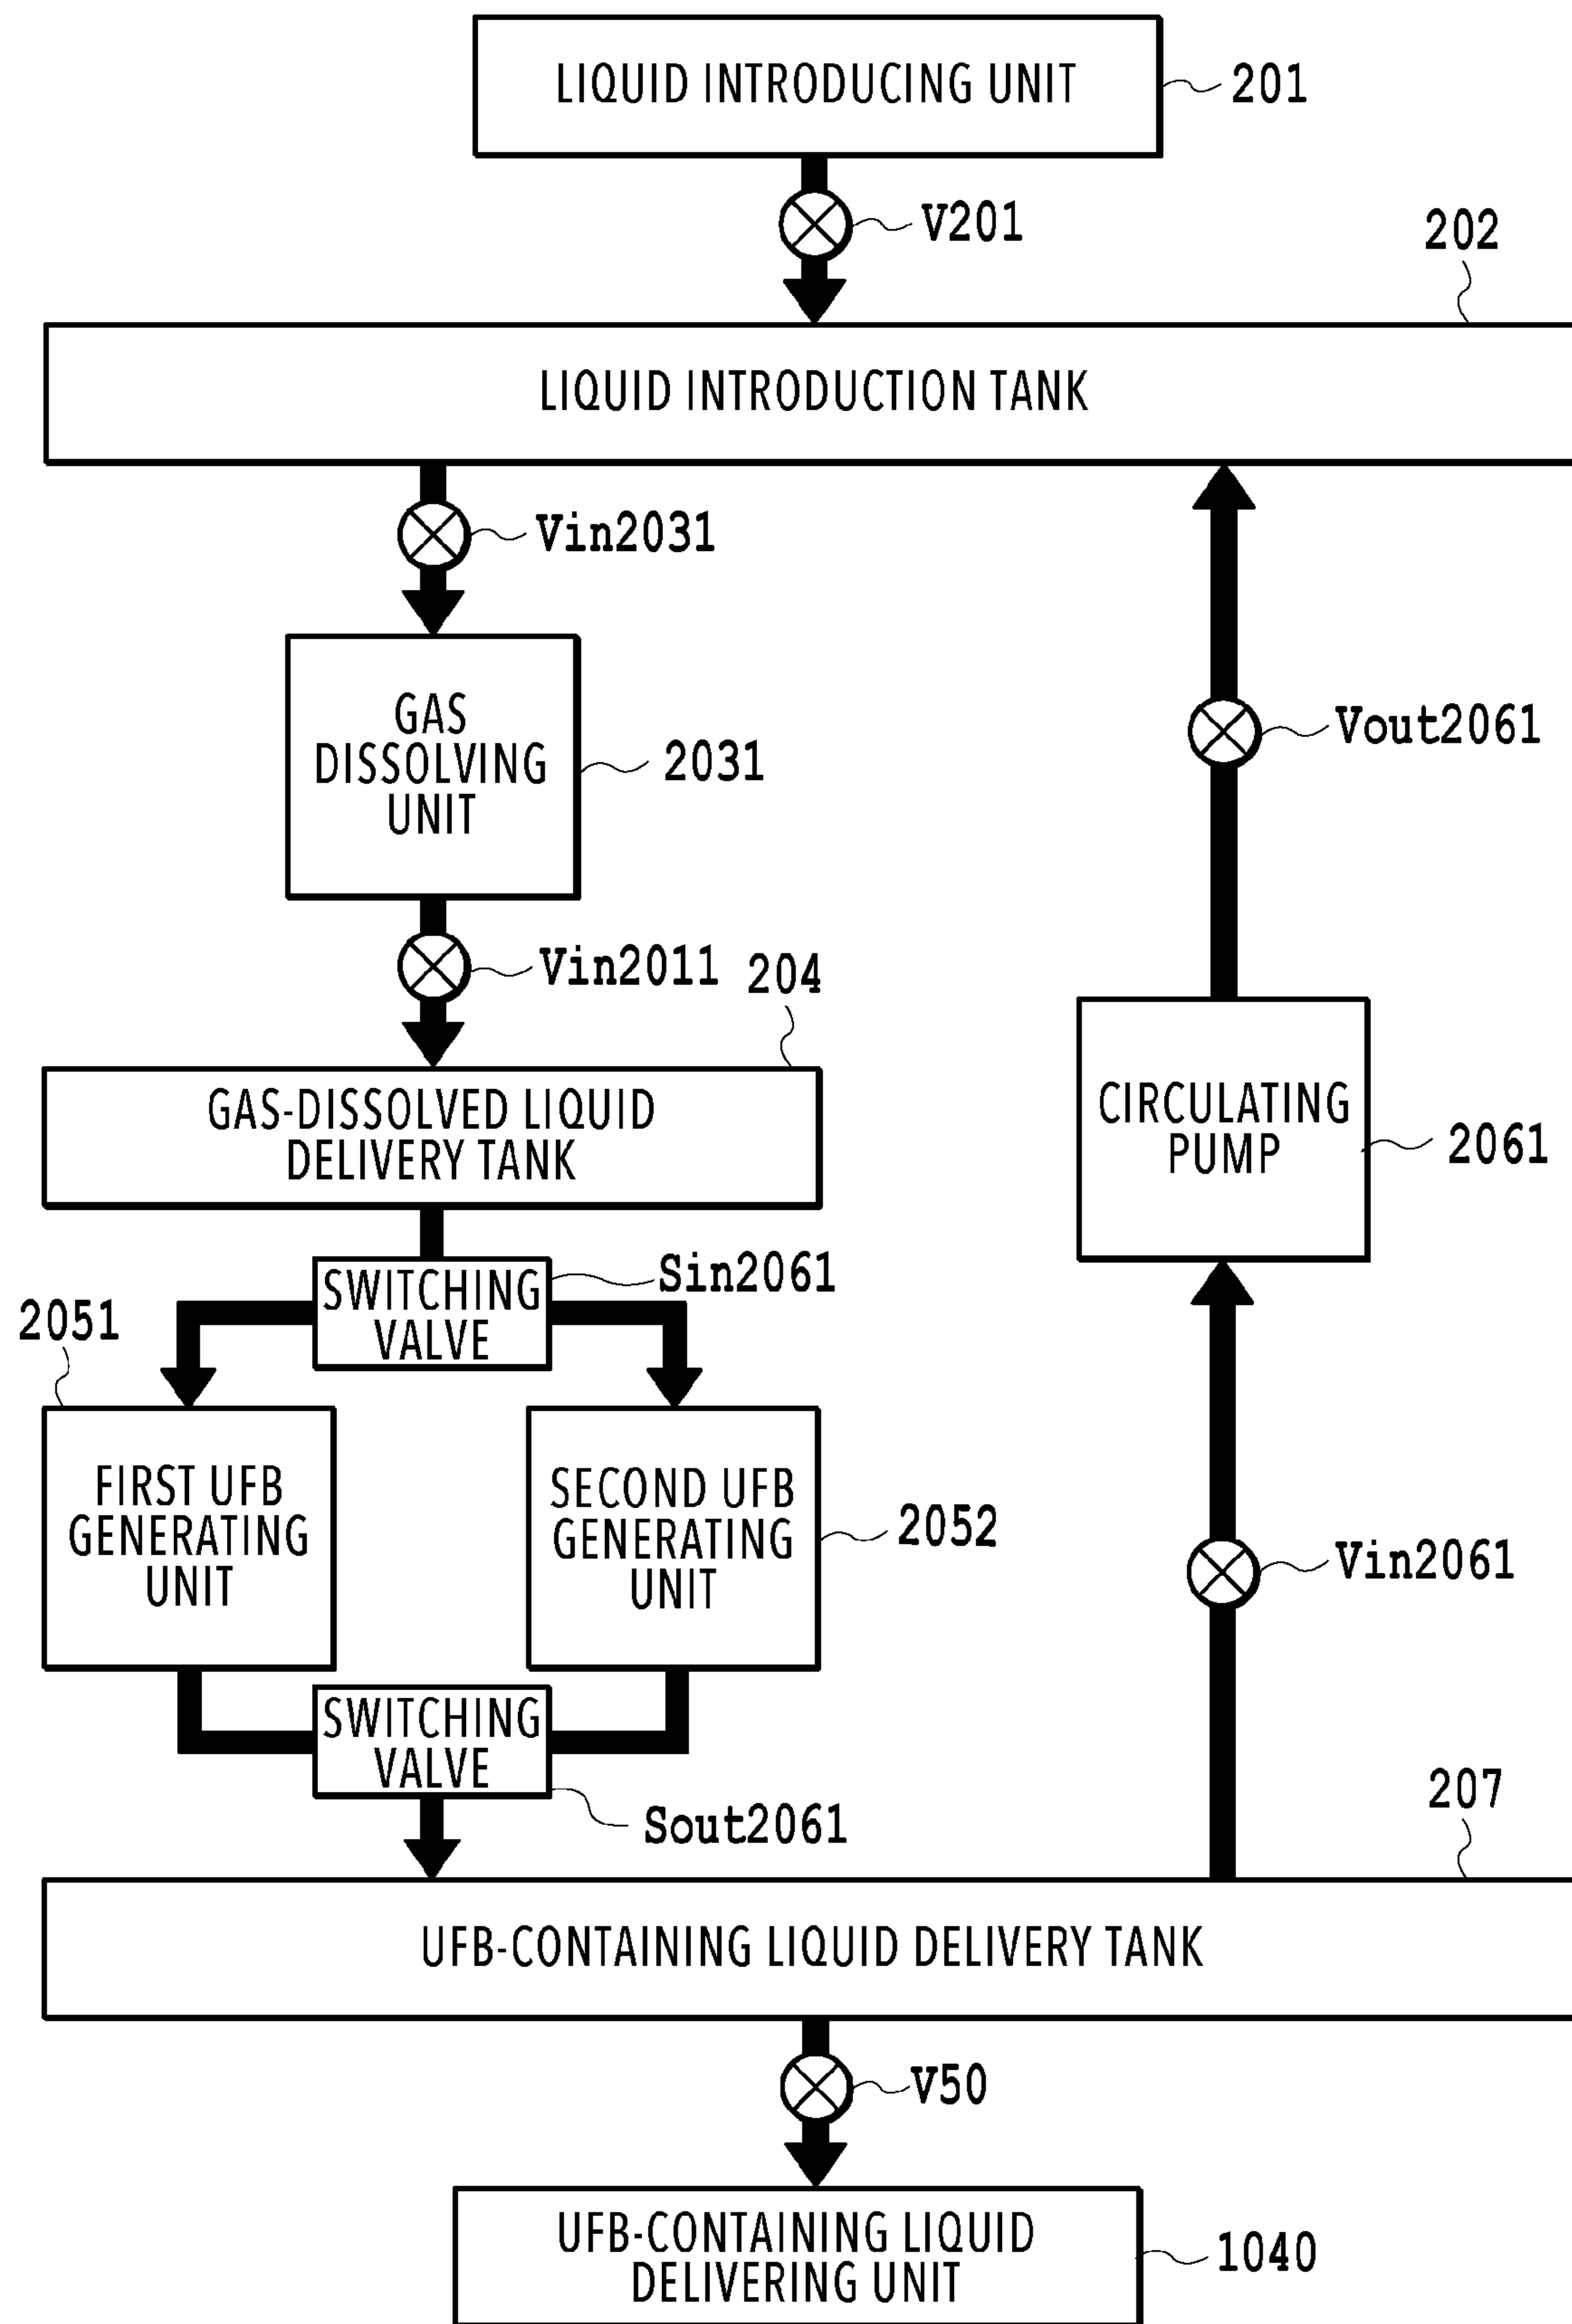 LIQUID INTRODUCING UNIT
201
V201
202
LIQUID INTRODUCTION TANK
Vin2031
GAS
DISSOLVING
UNIT
2031
Vout2061
Vin2011
204
GAS-DISSOLVED LIQUID
DELIVERY TANK
CIRCULATING
PUMP
2061
SWITCHING
VALVE
Sin2061
2051
FIRST UFB
GENERATING
UNIT
SECOND UFB
GENERATING
UNIT
2052
Vin2061
SWITCHING
VALVE
Sout2061
207
UFB-CONTAINING LIQUID DELIVERY TANK
V50
UFB-CONTAINING LIQUID
DELIVERING UNIT
1040